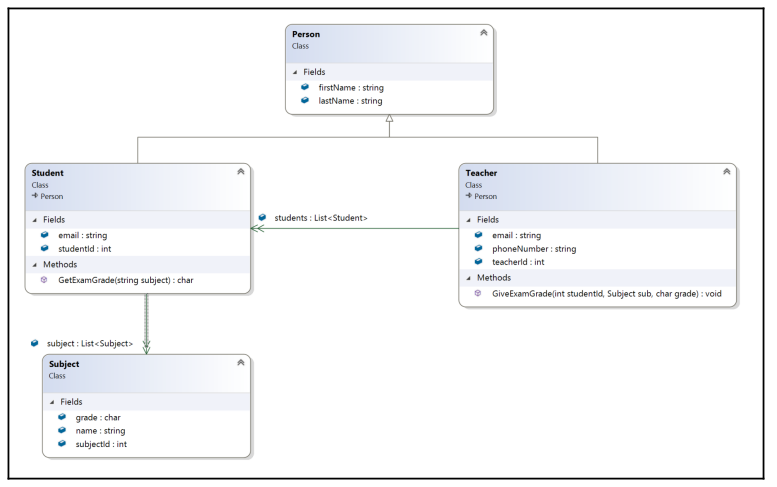 Person
Class
Fields
firstName : string
lastName : string
Student
Class
Person
Fields
email : string
studentId : int
Methods
GetExamGrade(string subject) : char
students : List<Student>
Teacher
Class
Person
Fields
email : string
phoneNumber : string
teacherId : int
Methods
GiveExamGrade(int studentId, Subject sub, char grade) : void
subject : List<Subject>
Subject
Class
Fields
grade : char
name : string
subjectId : int